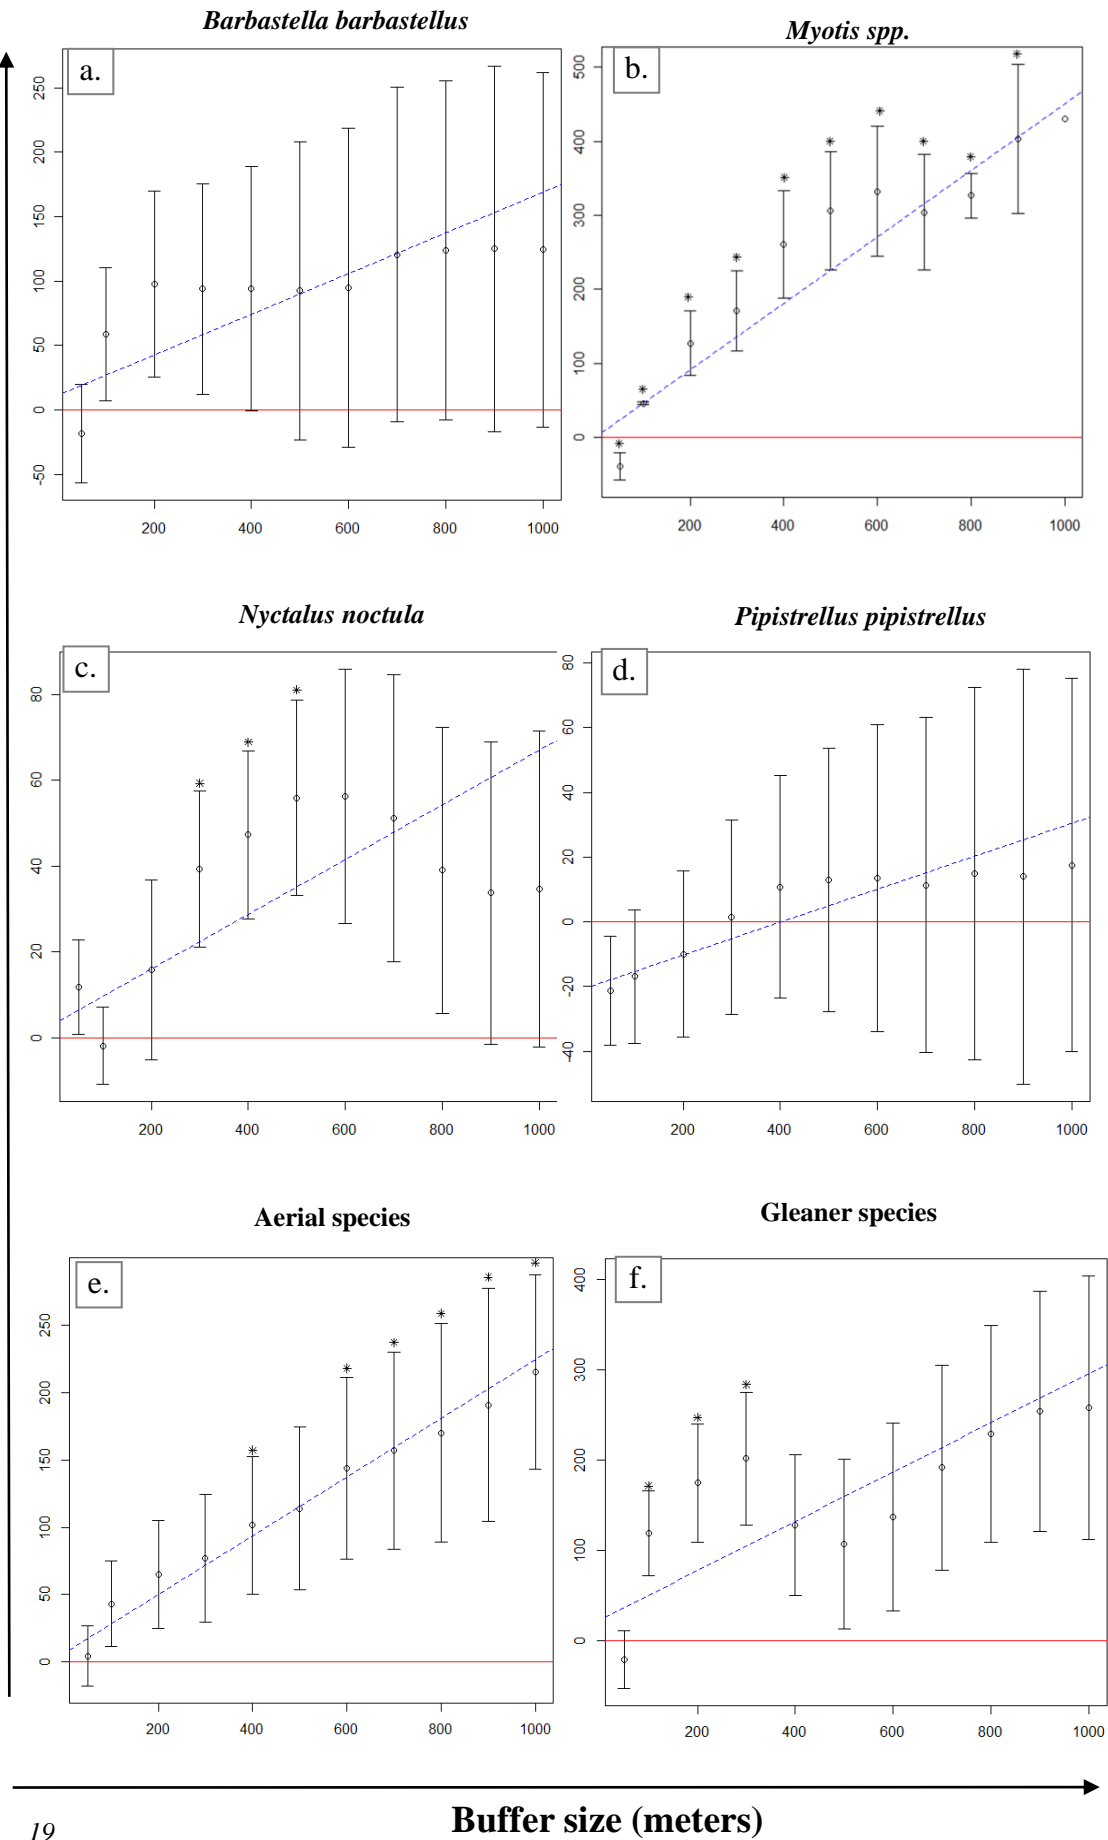 Barbastella barbastellus
Myotis spp.
a.
b.
250
200
150
100
50
0
-50
200 400 600 800 1000
500
400
300
200
100
0
* * * * * * * * * *
200 400 600 800 1000
Nyctalus noctula
Pipistrellus pipistrellus
c.
d.
80
60
40
20
0
* * *
200 400 600 800 1000
80
60
40
20
0
-20
-40
200 400 600 800 1000
Aerial species
Gleaner species
e.
f.
250
200
150
100
50
0
* * * * * *
200 400 600 800 1000
400
300
200
100
0
* * *
200 400 600 800 1000
Buffer size (meters)
19